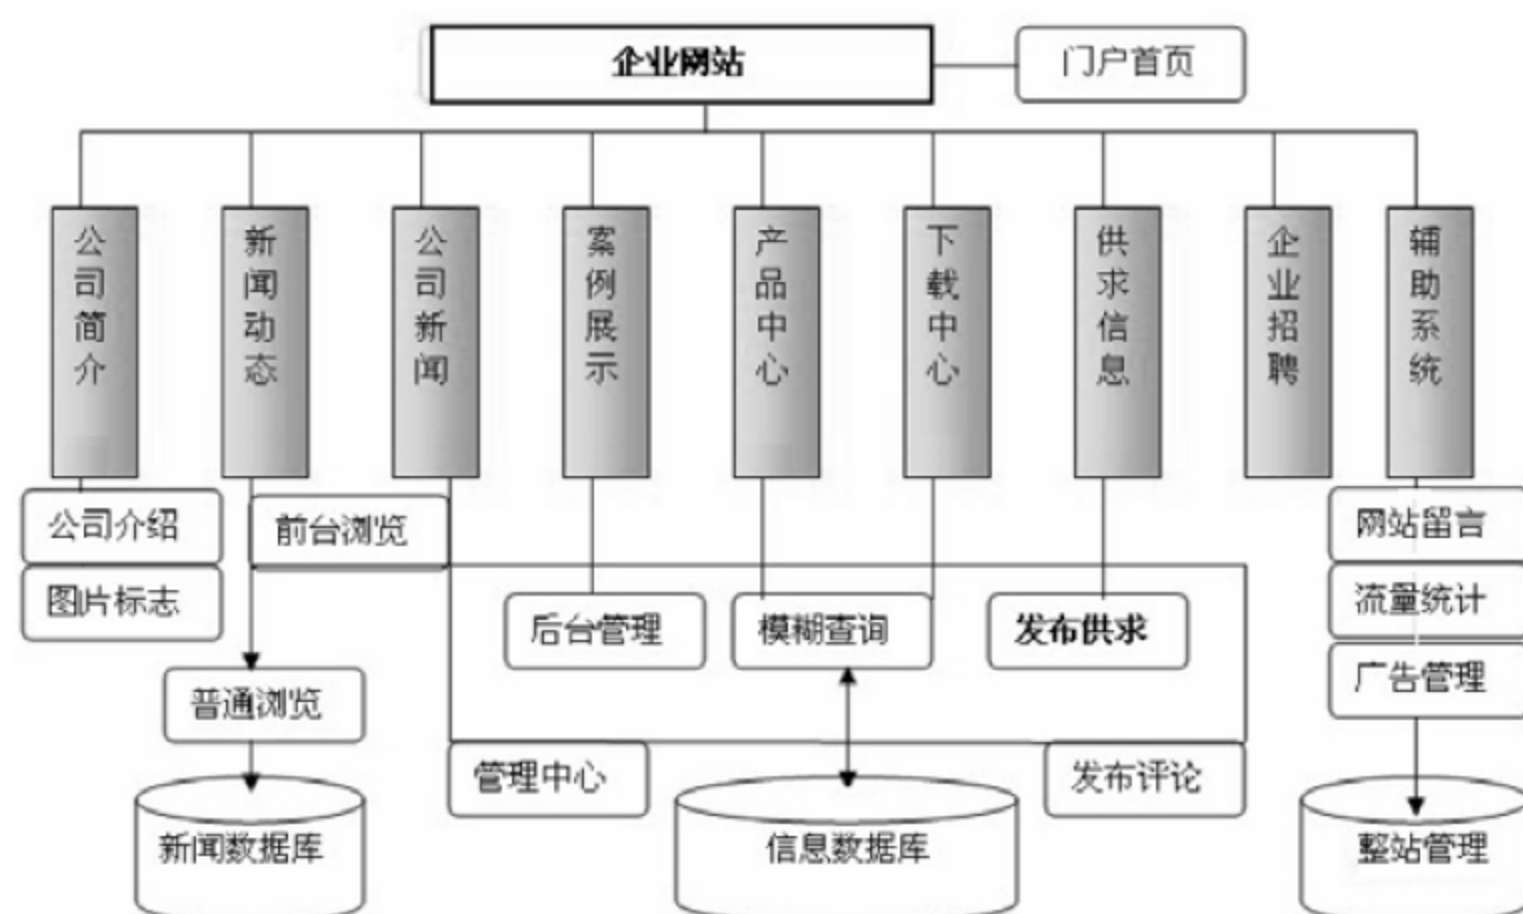 企业网站
门户首页
公司简介
新闻动态
公司新闻
案例展示
产品中心
下载中心
供求信息
企业招聘
辅助系统
公司介绍
前台浏览
网站留言
图片标志
后台管理
模糊查询
发布供求
流量统计
普通浏览
广告管理
管理中心
发布评论
新闻数据库
信息数据库
整站管理